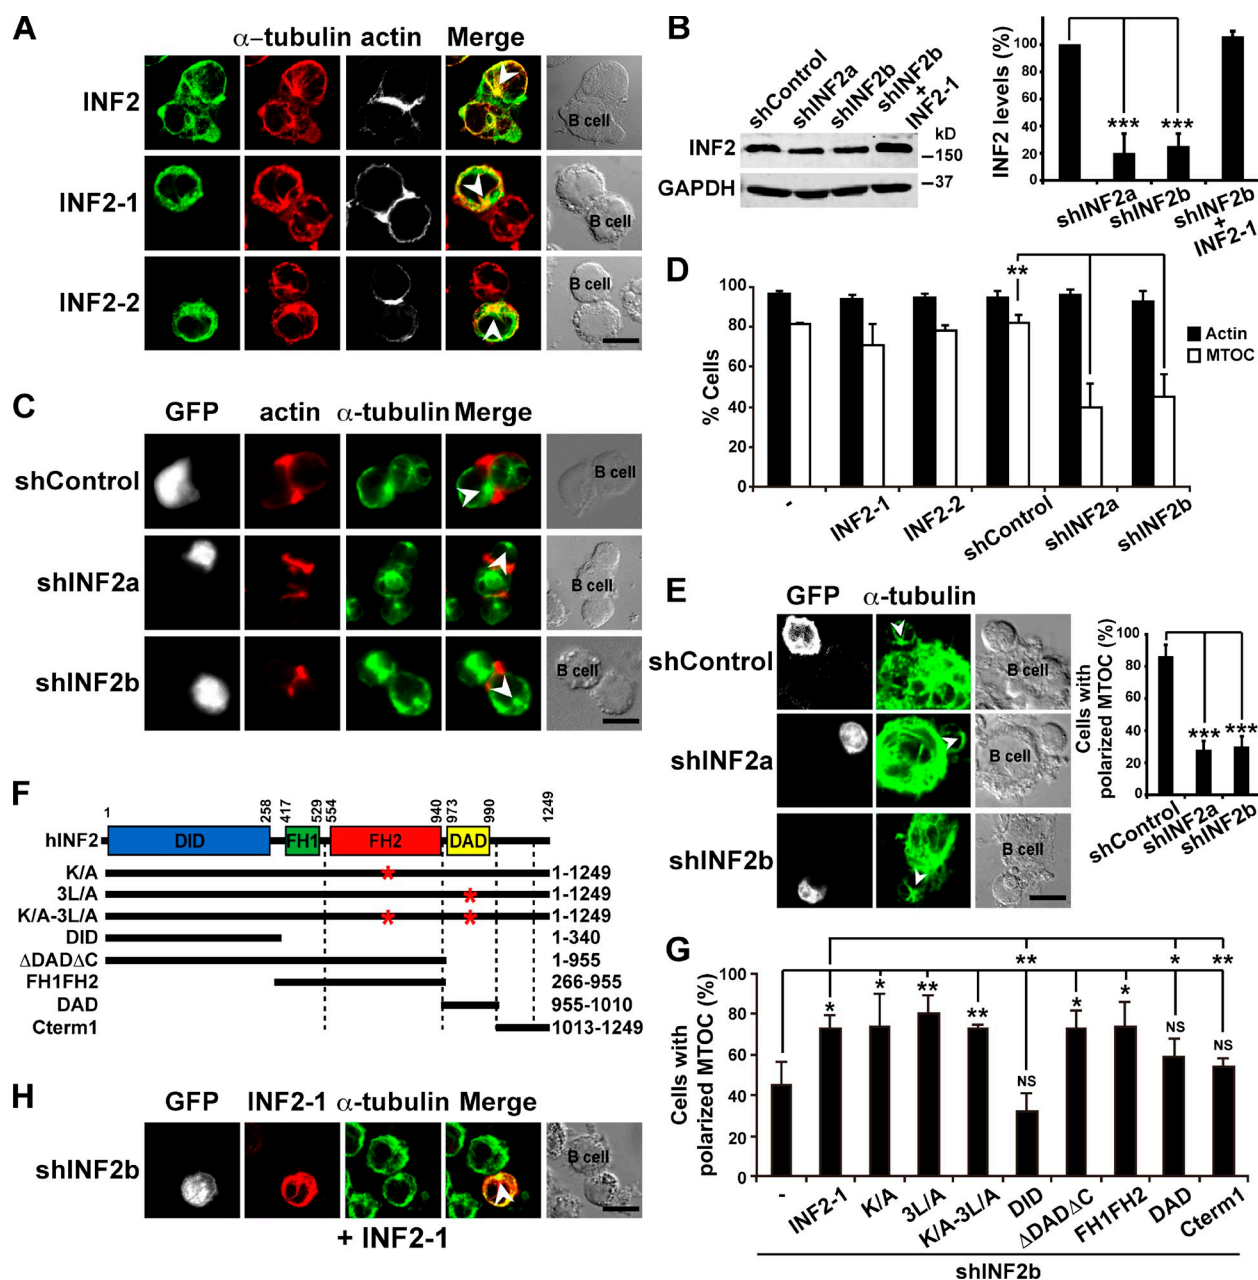 A
α–tubulin actin Merge
INF2
B cell
INF2-1
B cell
INF2-2
B cell
B
shControl
shINF2a
shINF2b
shINF2b + INF2-1
kD
INF2
–150
GAPDH
–37
INF2 levels (%)
100
80
60
40
20
0
*** ***
shINF2a
shINF2b
shINF2b + INF2-1
C
GFP actin α-tubulin Merge
shControl
B cell
shINF2a
B cell
shINF2b
B cell
D
% Cells
100
80
60
40
20
0
**
Actin
MTOC
-
INF2-1
INF2-2
shControl
shINF2a
shINF2b
E
GFP α-tubulin
shControl
B cell
shINF2a
B cell
shINF2b
B cell
Cells with polarized MTOC (%)
100
80
60
40
20
0
*** ***
shControl
shINF2a
shINF2b
F
1 258 417 529 554 940 973 990 1249
hINF2 DID FH1 FH2 DAD
K/A * 1-1249
3L/A * 1-1249
K/A-3L/A * * 1-1249
DID 1-340
ΔDADΔC 1-955
FH1FH2 266-955
DAD 955-1010
Cterm1 1013-1249
G
Cells with polarized MTOC (%)
100
80
60
40
20
0
** * **
* * ** ** NS * * NS NS
-
INF2-1
K/A
3L/A
K/A-3L/A
DID
ΔDADΔC
FH1FH2
DAD
Cterm1
shINF2b
H
GFP INF2-1 α-tubulin Merge
shINF2b
B cell
+ INF2-1